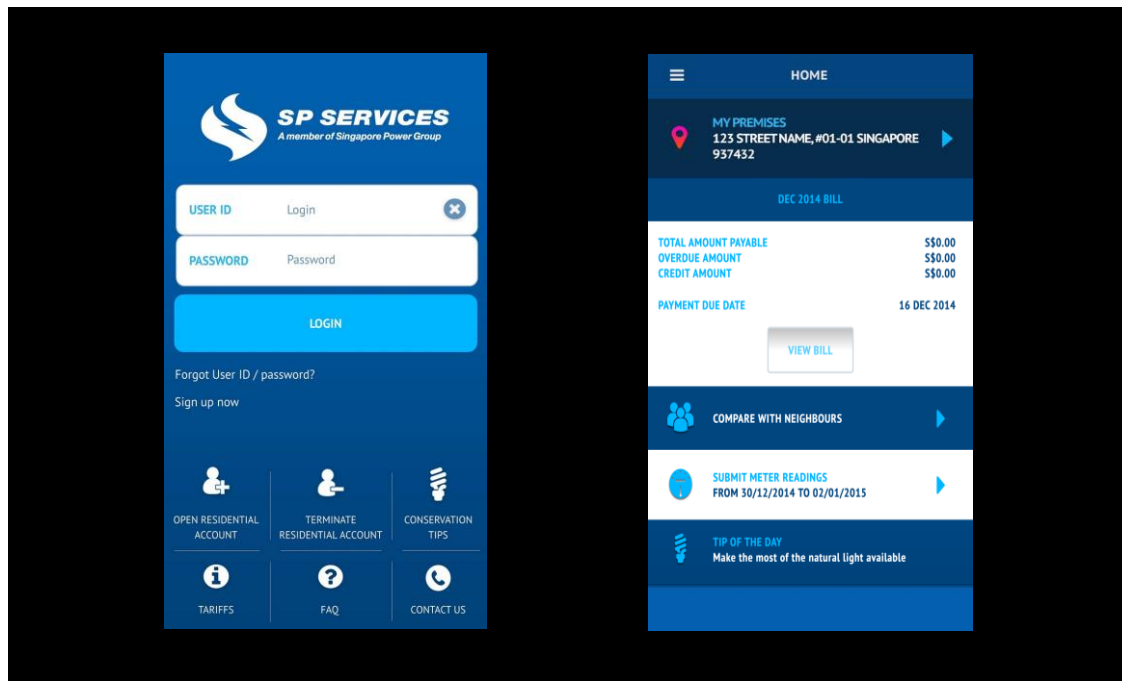 SP SERVICES
A member of Singapore Power Group
USER ID Login
PASSWORD Password
LOGIN
Forgot User ID / password?
Sign up now
OPEN RESIDENTIAL
ACCOUNT
TERMINATE
RESIDENTIAL ACCOUNT
CONSERVATION
TIPS
TARIFFS
FAQ
CONTACT US
HOME
MY PREMISES
123 STREET NAME, #01-01 SINGAPORE
937432
DEC 2014 BILL
TOTAL AMOUNT PAYABLE S$0.00
OVERDUE AMOUNT S$0.00
CREDIT AMOUNT S$0.00
PAYMENT DUE DATE 16 DEC 2014
VIEW BILL
COMPARE WITH NEIGHBOURS
SUBMIT METER READINGS
FROM 30/12/2014 TO 02/01/2015
TIP OF THE DAY
Make the most of the natural light available